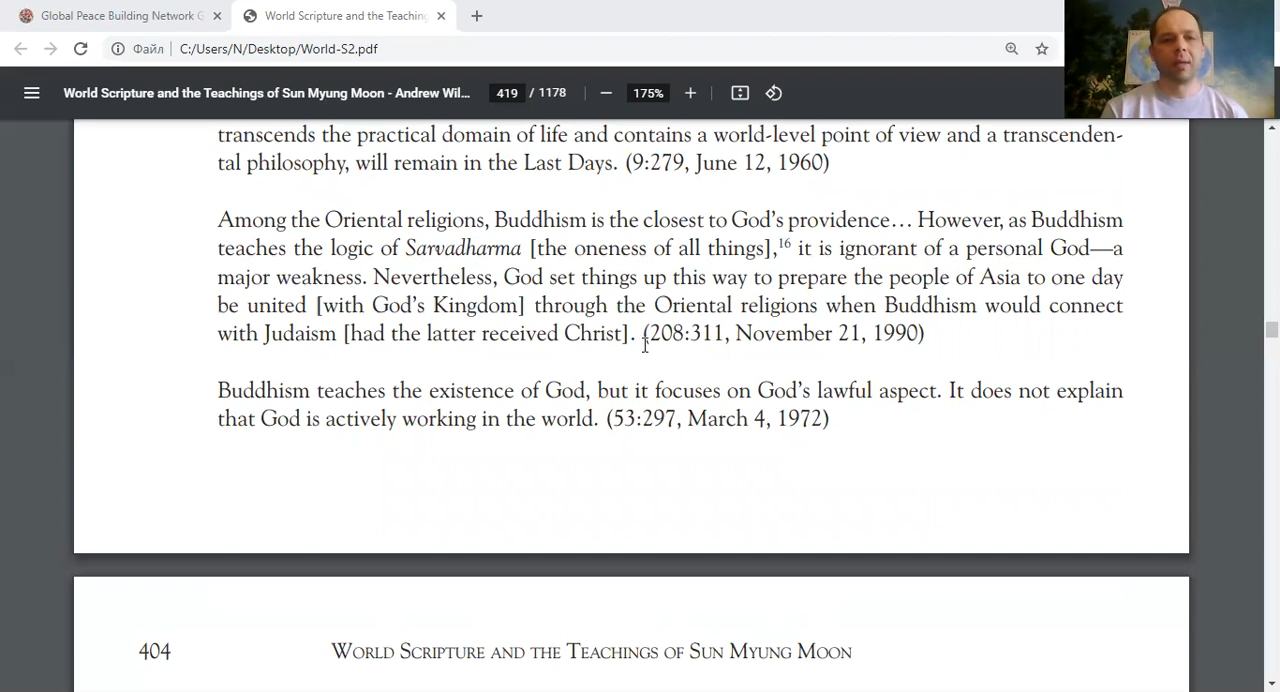 Global Peace Building Network G
World Scripture and the Teaching
Файл
C:/Users/N/Desktop/World-S2.pdf
World Scripture and the Teachings of Sun Myung Moon - Andrew Wil...
419 / 1178
175%
transcends the practical domain of life and contains a world-level point of view and a transcenden-
tal philosophy, will remain in the Last Days. (9:279, June 12, 1960)
Among the Oriental religions, Buddhism is the closest to God's providence… However, as Buddhism
teaches the logic of Sarvadharma [the oneness of all things],16 it is ignorant of a personal God—a
major weakness. Nevertheless, God set things up this way to prepare the people of Asia to one day
be united [with God's Kingdom] through the Oriental religions when Buddhism would connect
with Judaism [had the latter received Christ]. (208:311, November 21, 1990)
Buddhism teaches the existence of God, but it focuses on God's lawful aspect. It does not explain
that God is actively working in the world. (53:297, March 4, 1972)
404
World Scripture and the Teachings of Sun Myung Moon